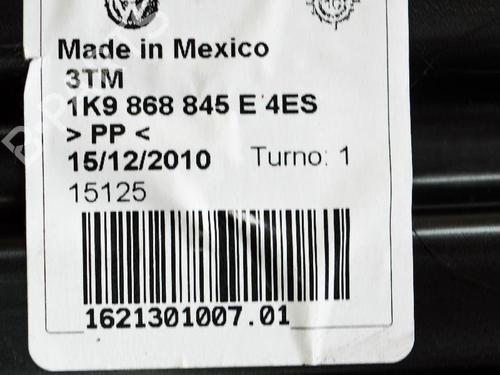 Made in Mexico
3TM
1K9 868 845 E 4ES
> PP <
15/12/2010 Turno: 1
15125
1621301007.01